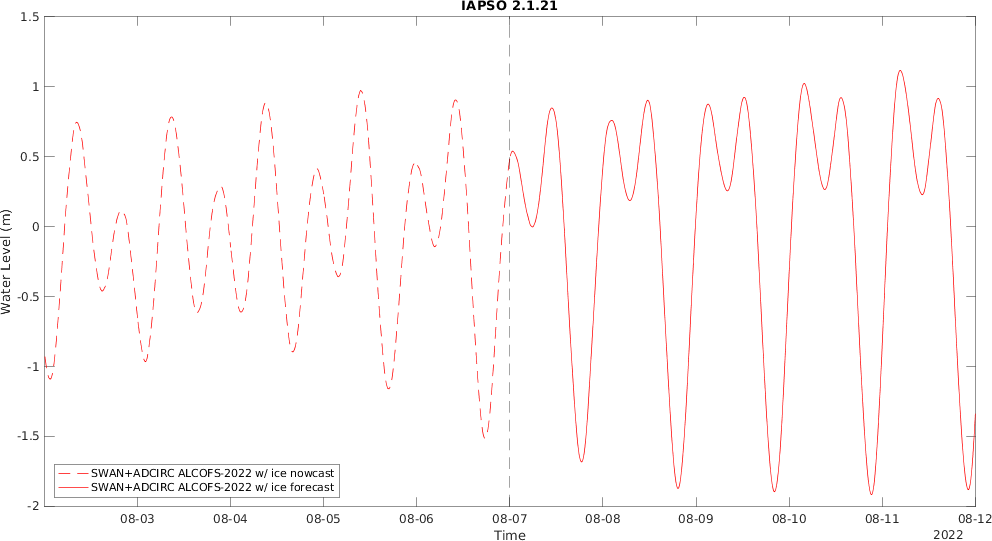 IAPSO 2.1.21
1.5
1
0.5
0
-0.5
-1
-1.5
-2
Water Level (m)
SWAN+ADCIRC ALCOFS-2022 w/ ice nowcast
SWAN+ADCIRC ALCOFS-2022 w/ ice forecast
08-03 08-04 08-05 08-06 08-07 08-08 08-09 08-10 08-11 08-12
Time
2022